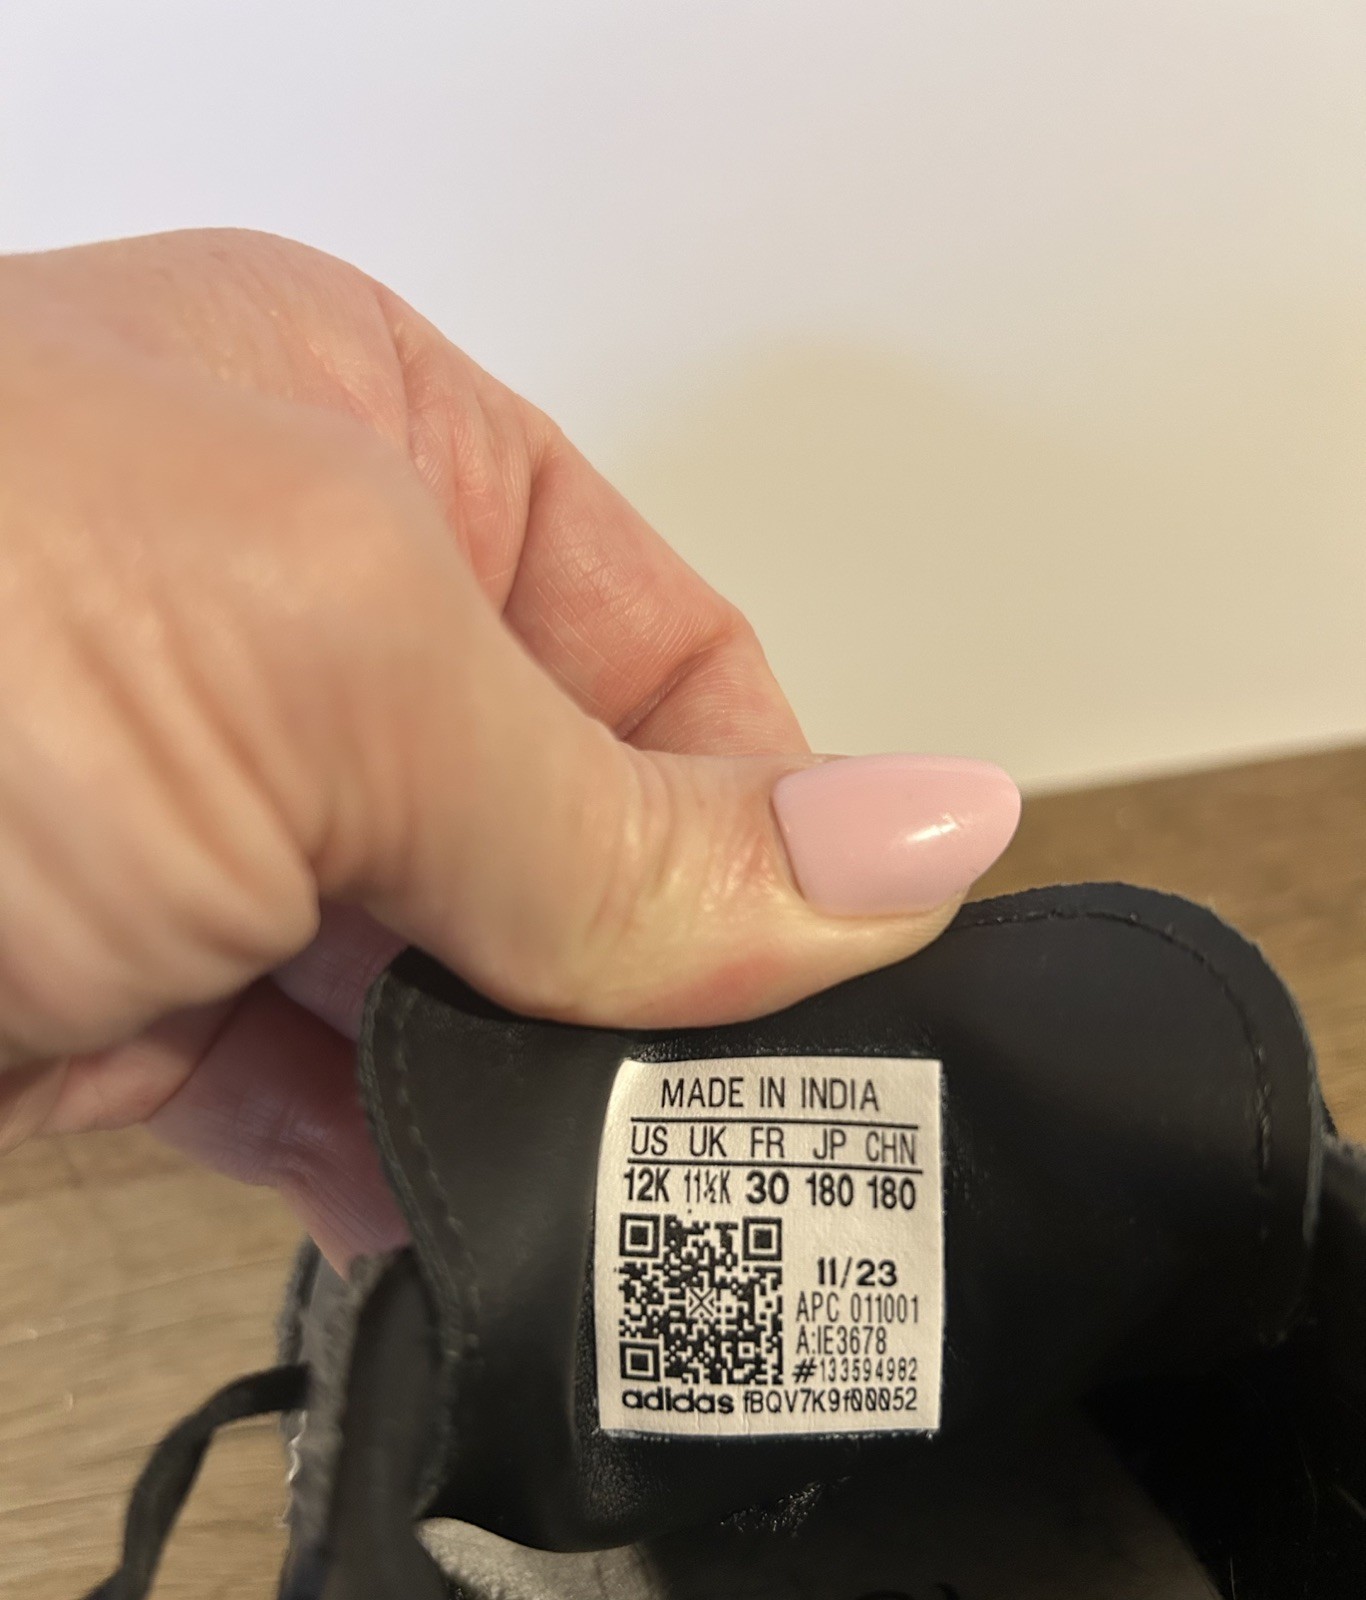 MADE IN INDIA
US UK FR JP CHN
12K 11½K 30 180 180
11/23
APC 011001
A:IE3678
#133594982
adidas fBQV7K9f00052